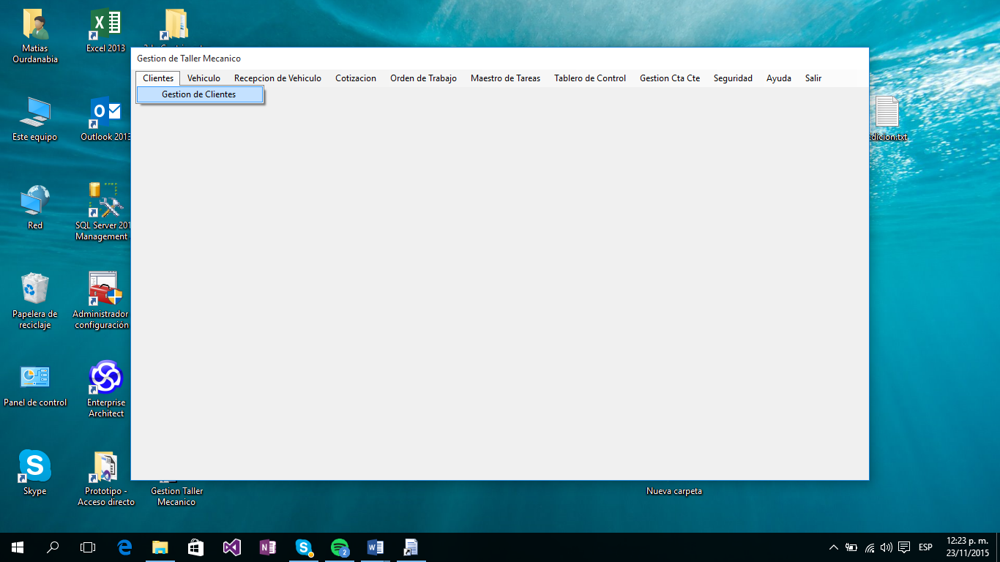 Matias
Ourdanabia
Excel 2013
Gestion de Taller Mecanico
Clientes Vehiculo Recepcion de Vehiculo Cotizacion Orden de Trabajo Maestro de Tareas Tablero de Control Gestion Cta Cte Seguridad Ayuda Salir
Gestion de Clientes
Este equipo
Outlook 2013
dicion.txt
Red
SQL Server 201
Management
Papelera de
reciclaje
Administrador
configuración
Panel de control
Enterprise
Architect
Skype
Prototipo -
Acceso directo
Gestion Taller
Mecanico
Nueva carpeta
2
ESP
12:23 p. m.
23/11/2015